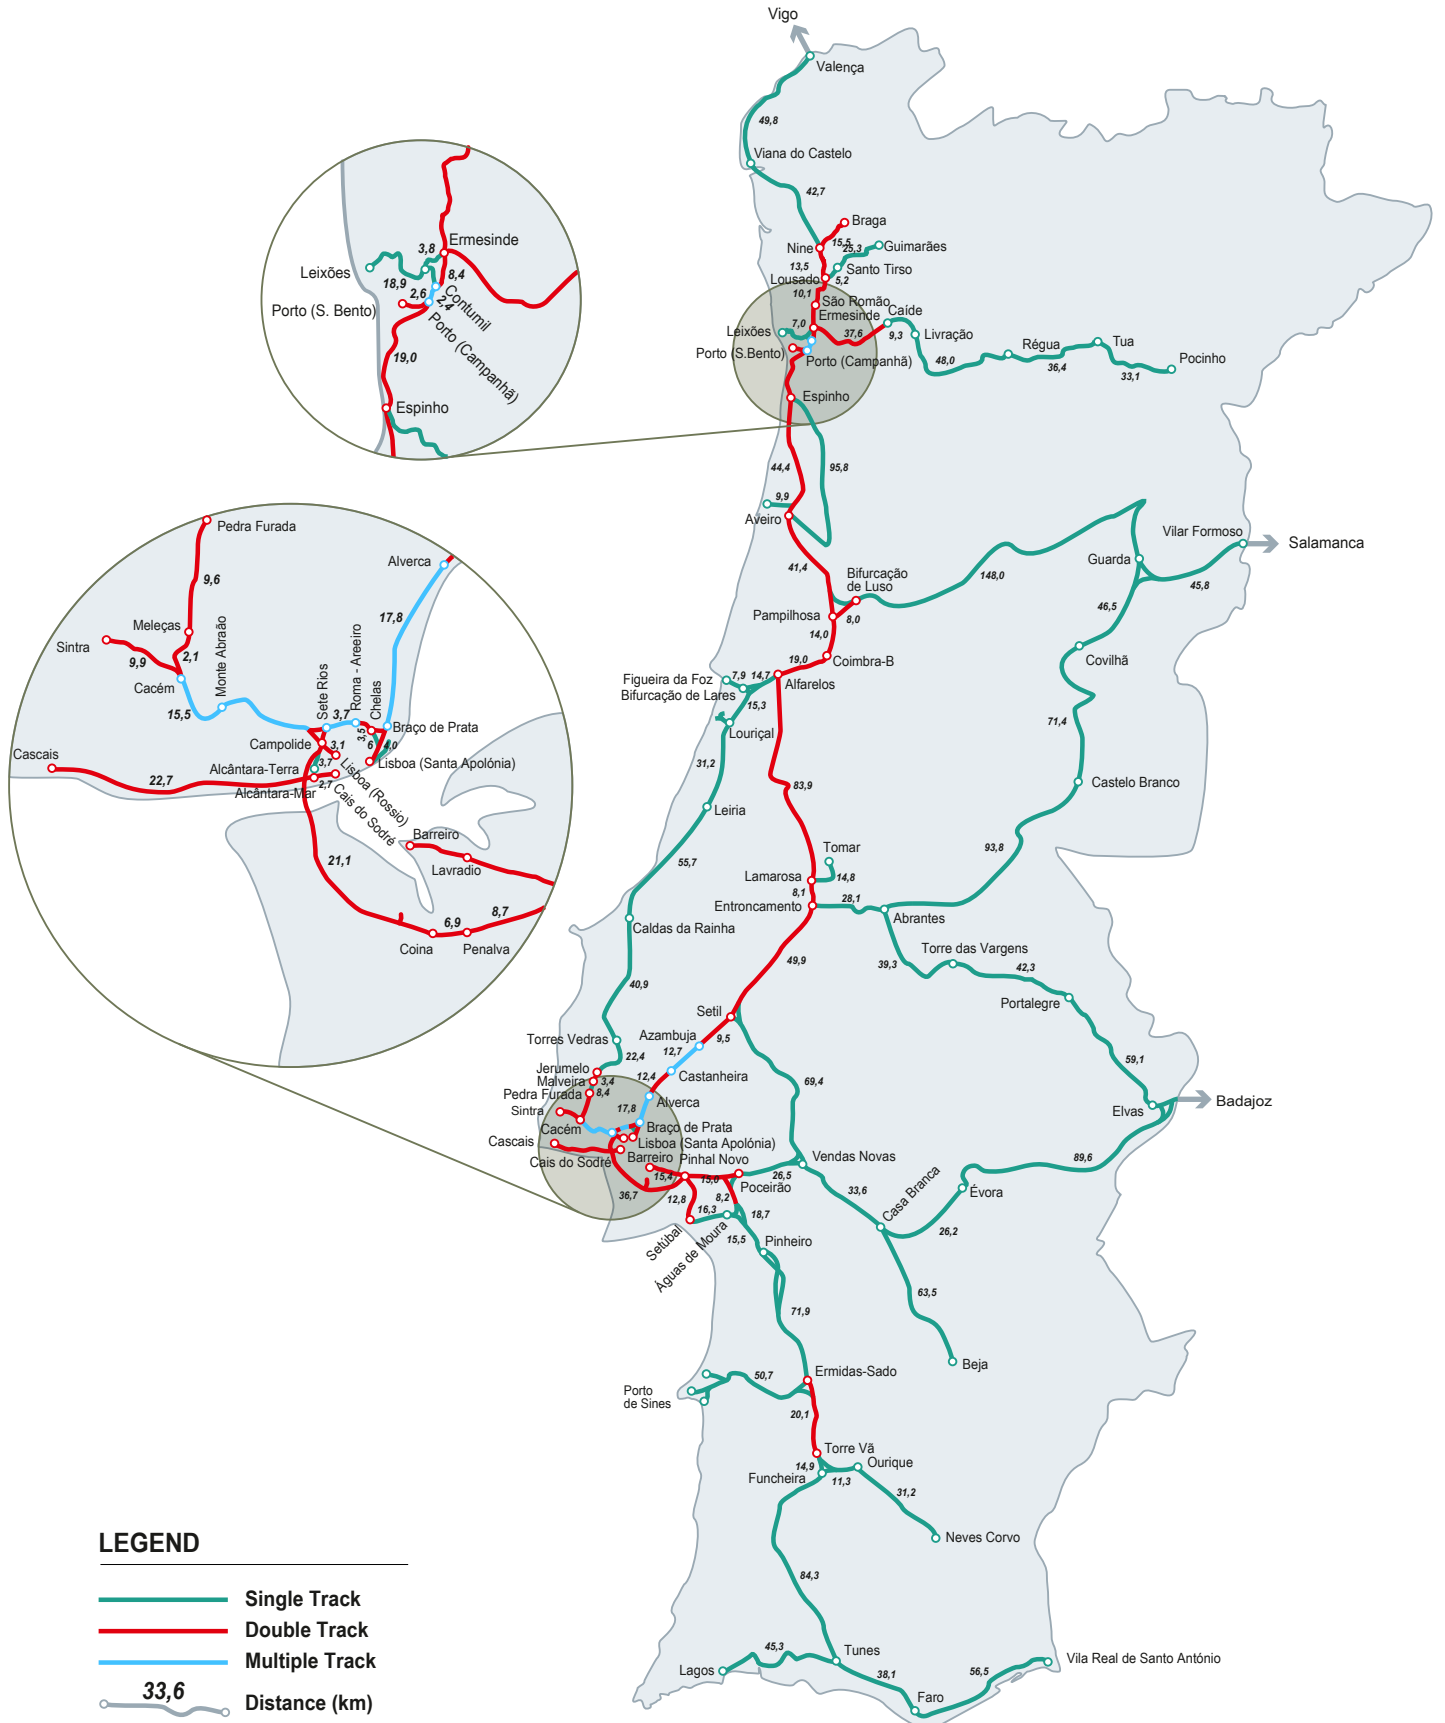 Vigo
Valença
49,8
Viana do Castelo
42,7
Braga
15,5
Nine
25,3
Guimarães
13,5
Santo Tirso
Lousado
5,2
10,1
São Romão
Ermesinde
Caíde
7,0
Leixões
37,6
9,3
Livração
Porto (S.Bento)
Porto (Campanhã)
48,0
Régua
36,4
Tua
33,1
Pocinho
Espinho
44,4
95,8
9,9
Aveiro
41,4
Bifurcação
de Luso
148,0
Vilar Formoso
Salamanca
Guarda
45,8
Pampilhosa
8,0
46,5
14,0
Coimbra-B
Covilhã
19,0
Figueira da Foz
7,9
14,7
Alfarelos
Bifurcação de Lares
15,3
Louriçal
71,4
31,2
83,9
Castelo Branco
Leiria
93,8
55,7
Tomar
Lamarosa
14,8
8,1
Entroncamento
28,1
Abrantes
Caldas da Rainha
Torre das Vargens
39,3
42,3
49,9
Portalegre
40,9
Setil
Azambuja
9,5
Torres Vedras
12,7
22,4
59,1
Jerumelo
Malveira
3,4
12,4
Castanheira
69,4
Pedra Furada
8,4
Alverca
Elvas
Badajoz
Sintra
17,8
Cacém
Braço de Prata
Cascais
Lisboa (Santa Apolónia)
Cais do Sodré
Barreiro
Pinhal Novo
Vendas Novas
89,6
15,4
15,0
26,5
Poceirão
36,7
12,8
8,2
33,6
Casa Branca
Évora
16,3
18,7
26,2
Setúbal
Águas de Moura
15,5
Pinheiro
63,5
71,9
Beja
Ermidas-Sado
50,7
Porto
de Sines
20,1
Torre Vã
14,9
Ourique
Funcheira
11,3
31,2
Neves Corvo
84,3
45,3
Tunes
Lagos
38,1
56,5
Vila Real de Santo António
Faro
Ermesinde
3,8
Leixões
8,4
18,9
Contumil
2,6
2,4
Porto (S. Bento)
Porto (Campanhã)
19,0
Espinho
Pedra Furada
Alverca
9,6
17,8
Meleças
Sintra
9,9
2,1
Monte Abraão
Cacém
15,5
Sete Rios
3,7
Roma - Areeiro
Chelas
Braço de Prata
3,5
6
4,0
Campolide
3,1
Cascais
22,7
Alcântara-Terra
3,7
Lisboa (Santa Apolónia)
Lisboa (Rossio)
Alcântara-Mar
2,7
Cais do Sodré
Barreiro
21,1
Lavradio
6,9
8,7
Coina
Penalva
LEGEND
Single Track
Double Track
Multiple Track
33,6
Distance (km)